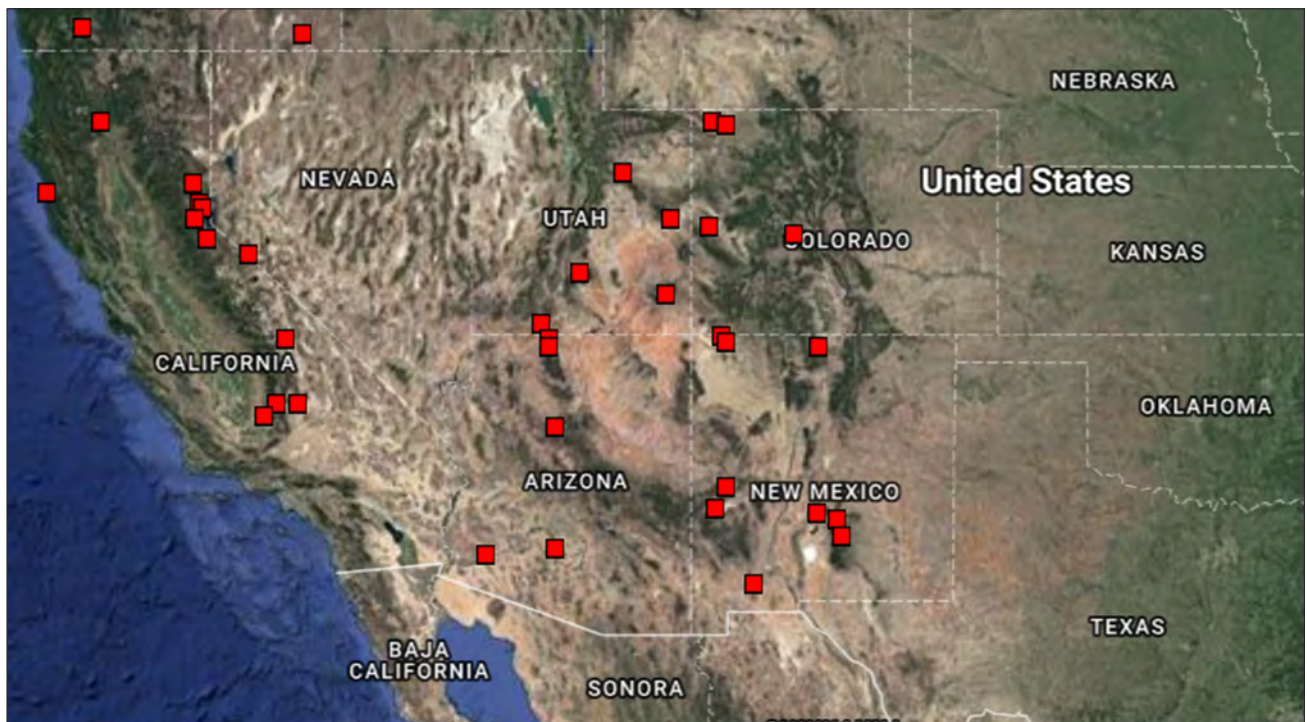 NEBRASKA
NEVADA
United States
UTAH
COLORADO
KANSAS
CALIFORNIA
OKLAHOMA
ARIZONA
NEW MEXICO
TEXAS
BAJA
CALIFORNIA
SONORA